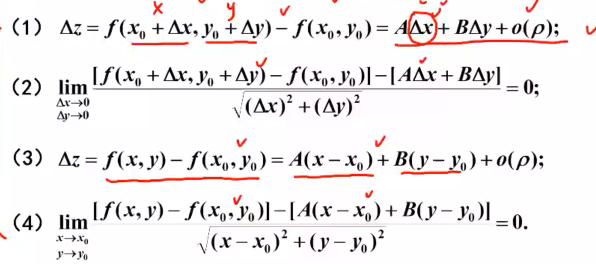 x y
(1) Δz = f(x₀ + Δx, y₀ + Δy) − f(x₀, y₀) = AΔx + BΔy + o(ρ);
(2) lim_{Δx→0, Δy→0} [f(x₀ + Δx, y₀ + Δy) − f(x₀, y₀)] − [AΔx + BΔy] / √((Δx)² + (Δy)²) = 0;
(3) Δz = f(x, y) − f(x₀, y₀) = A(x − x₀) + B(y − y₀) + o(ρ);
(4) lim_{x→x₀, y→y₀} [f(x, y) − f(x₀, y₀)] − [A(x − x₀) + B(y − y₀)] / √((x − x₀)² + (y − y₀)²) = 0.